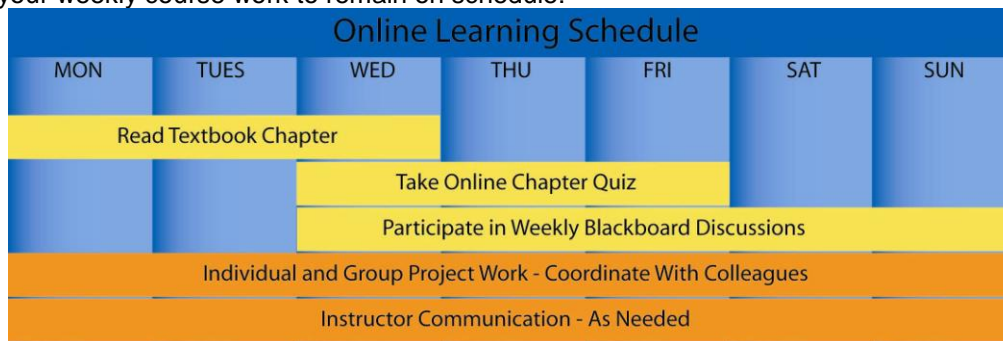 your weekly course work to remain on schedule.
Online Learning Schedule
MON TUES WED THU FRI SAT SUN
Read Textbook Chapter
Take Online Chapter Quiz
Participate in Weekly Blackboard Discussions
Individual and Group Project Work - Coordinate With Colleagues
Instructor Communication - As Needed